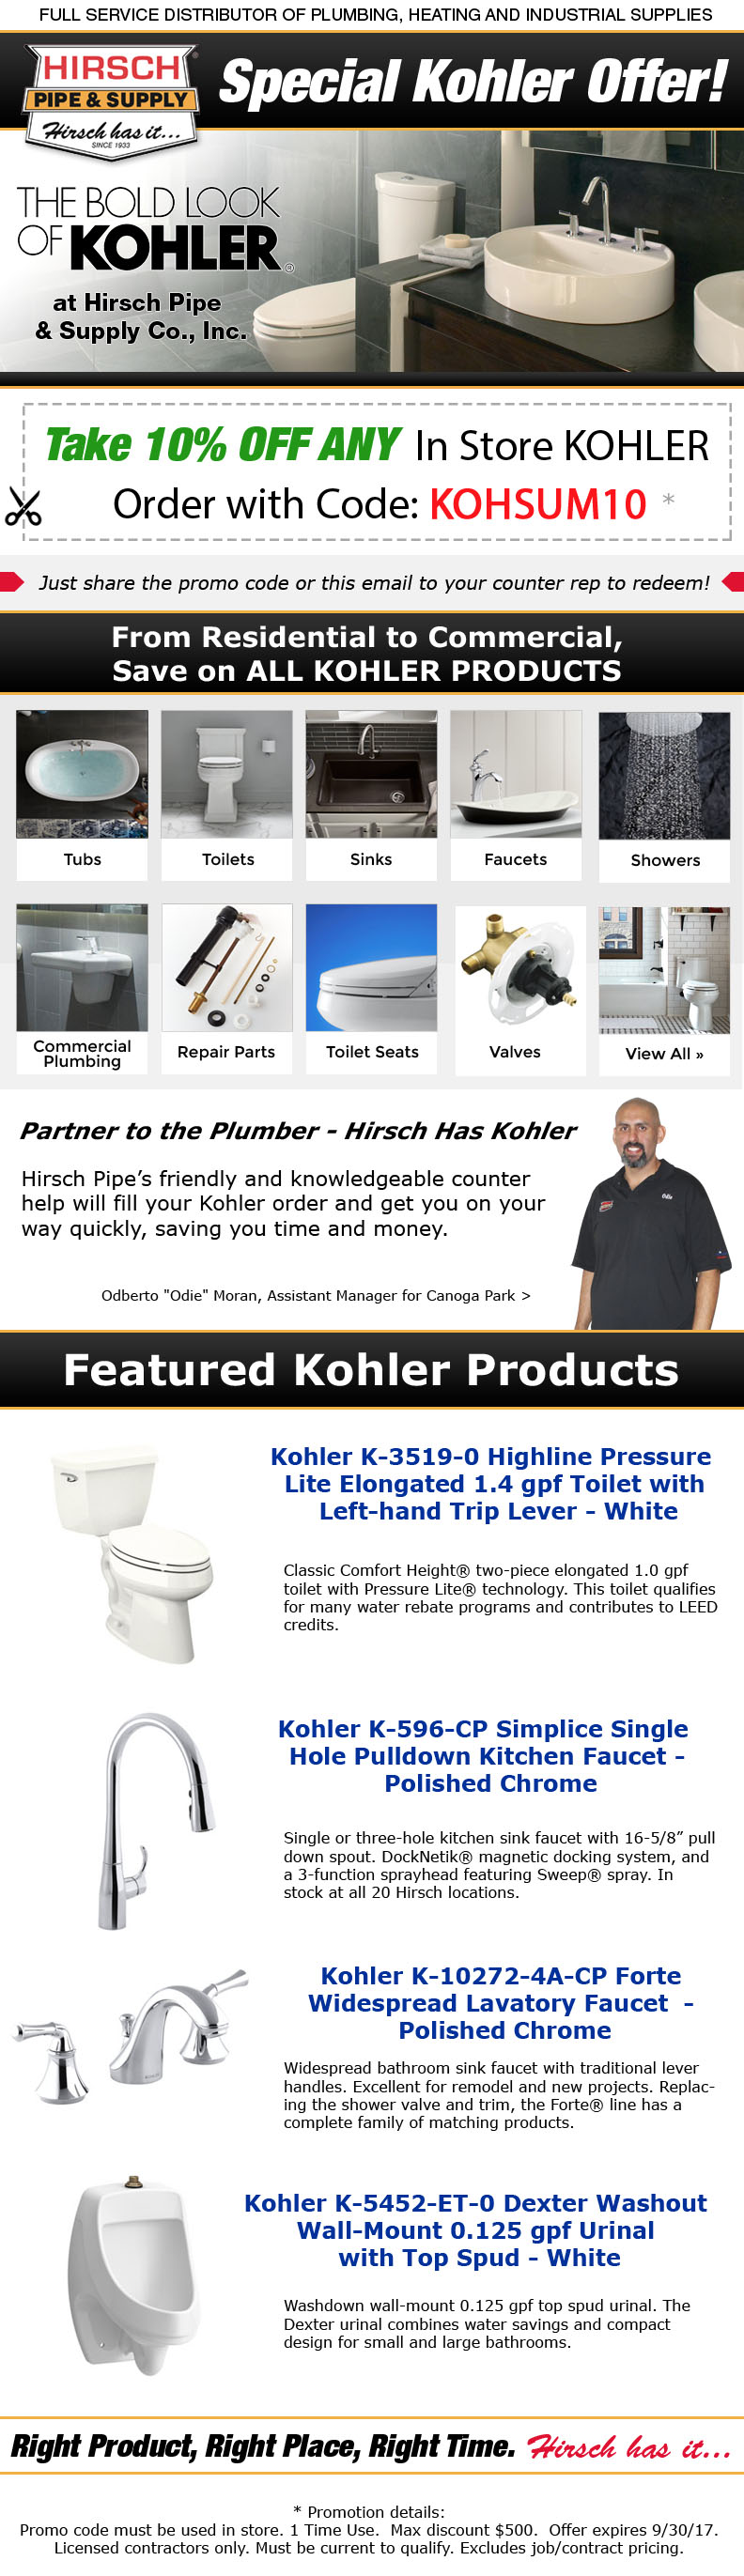 FULL SERVICE DISTRIBUTOR OF PLUMBING, HEATING AND INDUSTRIAL SUPPLIES
HIRSCH®
PIPE & SUPPLY
Hirsch has it...
SINCE 1933
Special Kohler Offer!
THE BOLD LOOK
OF KOHLER®
at Hirsch Pipe
& Supply Co., Inc.
Take 10% OFF ANY In Store KOHLER
Order with Code: KOHSUM10 *
Just share the promo code or this email to your counter rep to redeem!
From Residential to Commercial,
Save on ALL KOHLER PRODUCTS
Tubs
Toilets
Sinks
Faucets
Showers
Commercial
Plumbing
Repair Parts
Toilet Seats
Valves
View All »
Partner to the Plumber - Hirsch Has Kohler
Hirsch Pipe’s friendly and knowledgeable counter
help will fill your Kohler order and get you on your
way quickly, saving you time and money.
Odie
Odberto "Odie" Moran, Assistant Manager for Canoga Park >
Featured Kohler Products
Kohler K-3519-0 Highline Pressure
Lite Elongated 1.4 gpf Toilet with
Left-hand Trip Lever - White
Classic Comfort Height® two-piece elongated 1.0 gpf
toilet with Pressure Lite® technology. This toilet qualifies
for many water rebate programs and contributes to LEED
credits.
Kohler K-596-CP Simplice Single
Hole Pulldown Kitchen Faucet -
Polished Chrome
Single or three-hole kitchen sink faucet with 16-5/8” pull
down spout. DockNetik® magnetic docking system, and
a 3-function sprayhead featuring Sweep® spray. In
stock at all 20 Hirsch locations.
Kohler K-10272-4A-CP Forte
Widespread Lavatory Faucet -
Polished Chrome
Widespread bathroom sink faucet with traditional lever
handles. Excellent for remodel and new projects. Replac-
ing the shower valve and trim, the Forte® line has a
complete family of matching products.
Kohler K-5452-ET-0 Dexter Washout
Wall-Mount 0.125 gpf Urinal
with Top Spud - White
Washdown wall-mount 0.125 gpf top spud urinal. The
Dexter urinal combines water savings and compact
design for small and large bathrooms.
Right Product, Right Place, Right Time. Hirsch has it...
* Promotion details:
Promo code must be used in store. 1 Time Use. Max discount $500. Offer expires 9/30/17.
Licensed contractors only. Must be current to qualify. Excludes job/contract pricing.